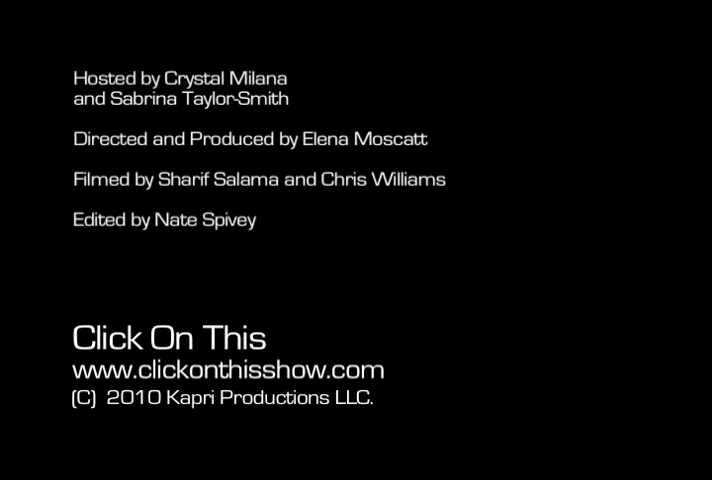 Hosted by Crystal Milana
and Sabrina Taylor-Smith
Directed and Produced by Elena Moscatt
Filmed by Sharif Salama and Chris Williams
Edited by Nate Spivey
Click On This
www.clickonthisshow.com
(C) 2010 Kapri Productions LLC.